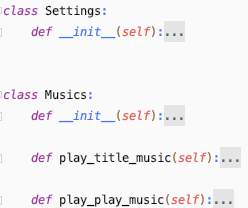 class Settings:
    def __init__(self):...
class Musics:
    def __init__(self):...
    def play_title_music(self):...
    def play_play_music(self):...